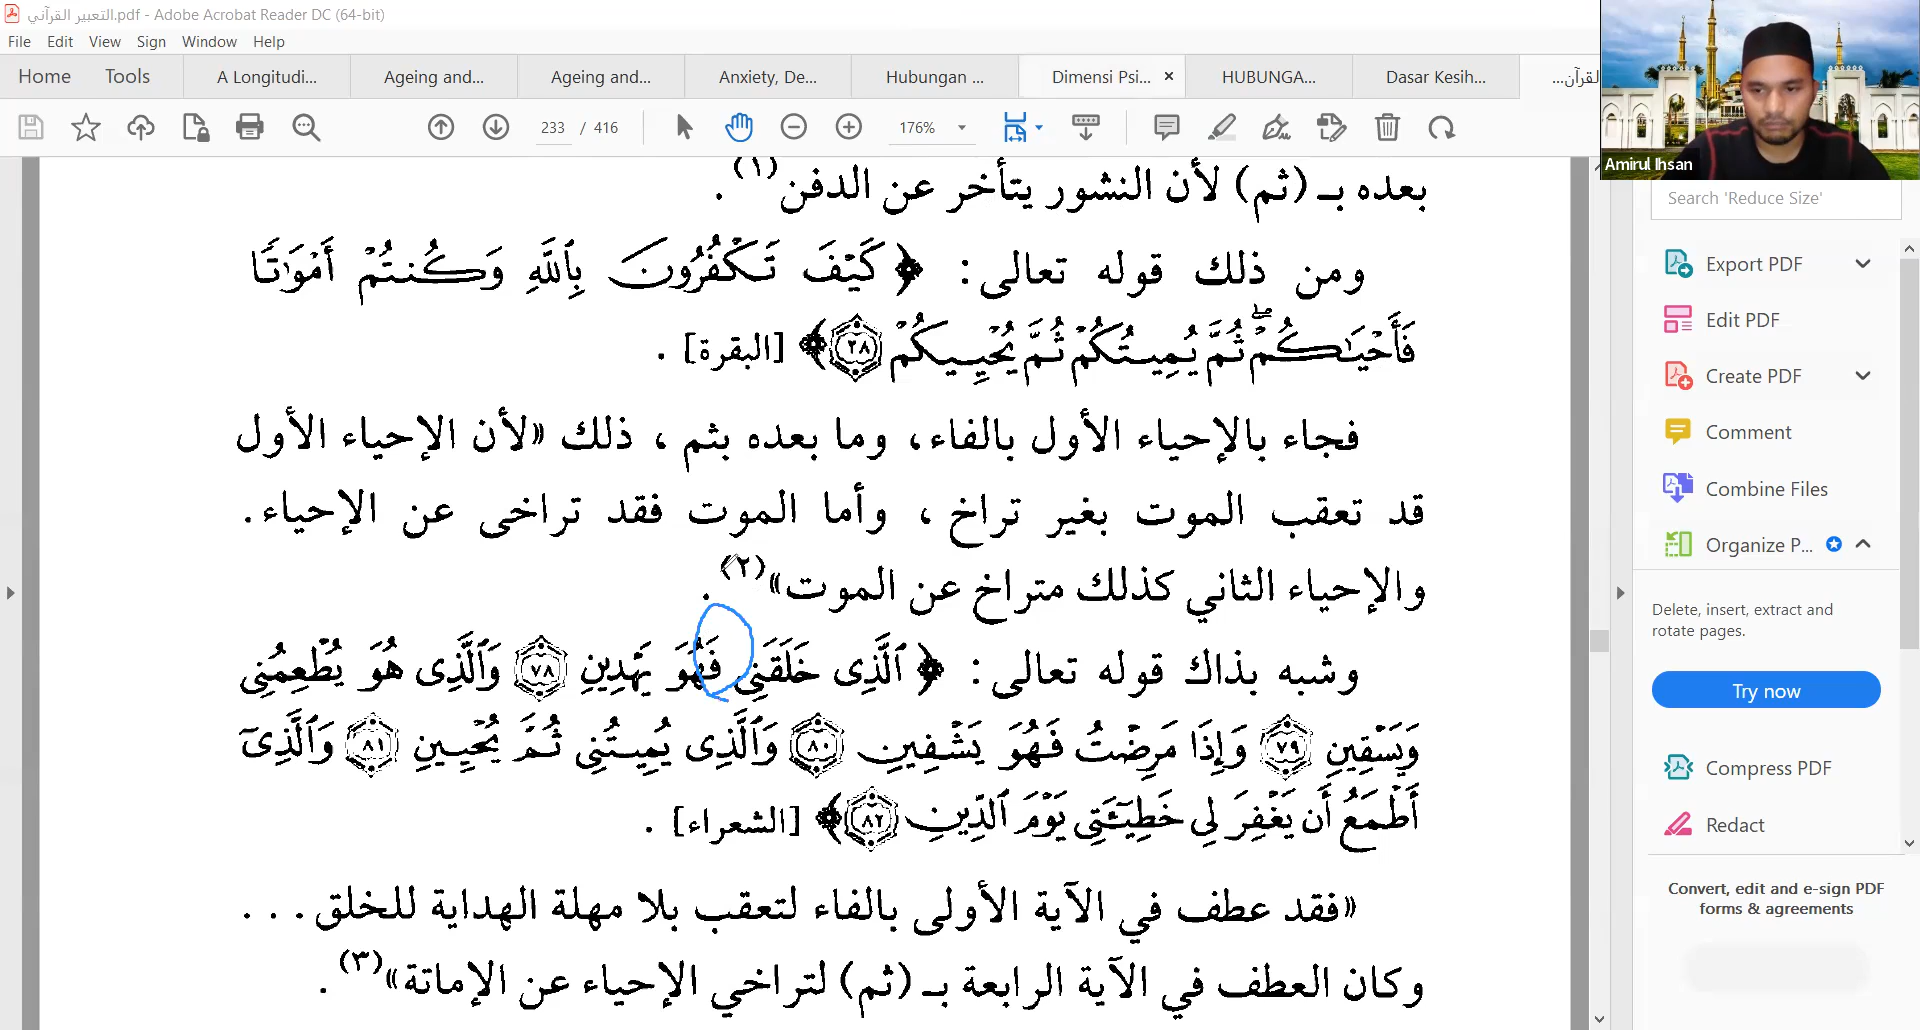 التعبير القرآني.pdf - Adobe Acrobat Reader DC (64-bit)
File Edit View Sign Window Help
Home Tools A Longitudi... Ageing and... Ageing and... Anxiety, De... Hubungan ... Dimensi Psi... × HUBUNGA... Dasar Kesih... ...القرآن
233 / 416 176%
Amirul Ihsan
بعده بـ (ثم) لأن النشور يتأخر عن الدفن(١).
ومن ذلك قوله تعالى: ﴿كَيۡفَ تَكۡفُرُونَ بِٱللَّهِ وَكُنتُمۡ أَمۡوَٰتٗا
فَأَحۡيَٰكُمۡۖ ثُمَّ يُمِيتُكُمۡ ثُمَّ يُحۡيِيكُمۡ ٢٨﴾ [البقرة] .
فجاء بالإحياء الأول بالفاء، وما بعده بثم ، ذلك «لأن الإحياء الأول
قد تعقب الموت بغير تراخ ، وأما الموت فقد تراخى عن الإحياء.
والإحياء الثاني كذلك متراخ عن الموت»(٢).
وشبه بذاك قوله تعالى: ﴿ٱلَّذِى خَلَقَنِى فَهُوَ يَهۡدِينِ ٧٨ وَٱلَّذِى هُوَ يُطۡعِمُنِى
وَيَسۡقِينِ ٧٩ وَإِذَا مَرِضۡتُ فَهُوَ يَشۡفِينِ ٨٠ وَٱلَّذِى يُمِيتُنِى ثُمَّ يُحۡيِينِ ٨١ وَٱلَّذِىٓ
أَطۡمَعُ أَن يَغۡفِرَ لِى خَطِيٓـَٔتِى يَوۡمَ ٱلدِّينِ ٨٢﴾ [الشعراء] .
«فقد عطف في الآية الأولى بالفاء لتعقب بلا مهلة الهداية للخلق...
وكان العطف في الآية الرابعة بـ (ثم) لتراخي الإحياء عن الإماتة»(٣).
Search 'Reduce Size'
Export PDF
Edit PDF
Create PDF
Comment
Combine Files
Organize P...
Delete, insert, extract and
rotate pages.
Try now
Compress PDF
Redact
Convert, edit and e-sign PDF
forms & agreements